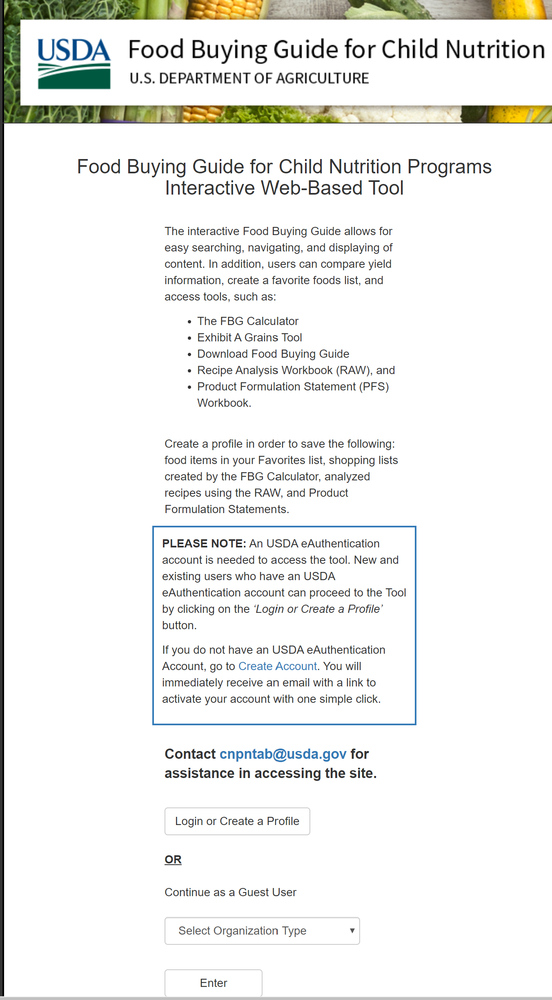 USDA
Food Buying Guide for Child Nutrition
U.S. DEPARTMENT OF AGRICULTURE
Food Buying Guide for Child Nutrition Programs
Interactive Web-Based Tool
The interactive Food Buying Guide allows for
easy searching, navigating, and displaying of
content. In addition, users can compare yield
information, create a favorite foods list, and
access tools, such as:
• The FBG Calculator
• Exhibit A Grains Tool
• Download Food Buying Guide
• Recipe Analysis Workbook (RAW), and
• Product Formulation Statement (PFS)
Workbook.
Create a profile in order to save the following:
food items in your Favorites list, shopping lists
created by the FBG Calculator, analyzed
recipes using the RAW, and Product
Formulation Statements.
PLEASE NOTE: An USDA eAuthentication
account is needed to access the tool. New and
existing users who have an USDA
eAuthentication account can proceed to the Tool
by clicking on the ‘Login or Create a Profile’
button.
If you do not have an USDA eAuthentication
Account, go to Create Account. You will
immediately receive an email with a link to
activate your account with one simple click.
Contact cnpntab@usda.gov for
assistance in accessing the site.
Login or Create a Profile
OR
Continue as a Guest User
Select Organization Type
Enter